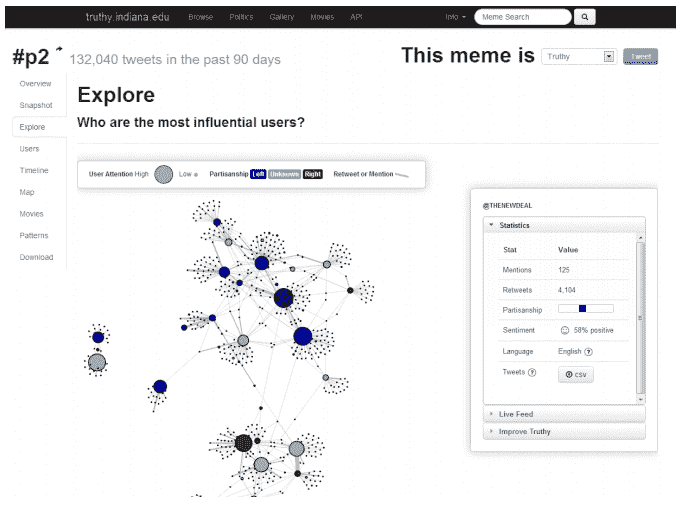 truthy.indiana.edu Browse Politics Gallery Movies API Info Meme Search
#p2 132,040 tweets in the past 90 days This meme is Truthy Tweet
Overview
Snapshot
Explore
Users
Timeline
Map
Movies
Patterns
Download
Explore
Who are the most influential users?
User Attention High Low Partisanship Left Unknown Right Retweet or Mention
@THENEWDEAL
Statistics
Stat Value
Mentions 125
Retweets 4,104
Partisanship
Sentiment 58% positive
Language English ?
Tweets ? csv
Live Feed
Improve Truthy